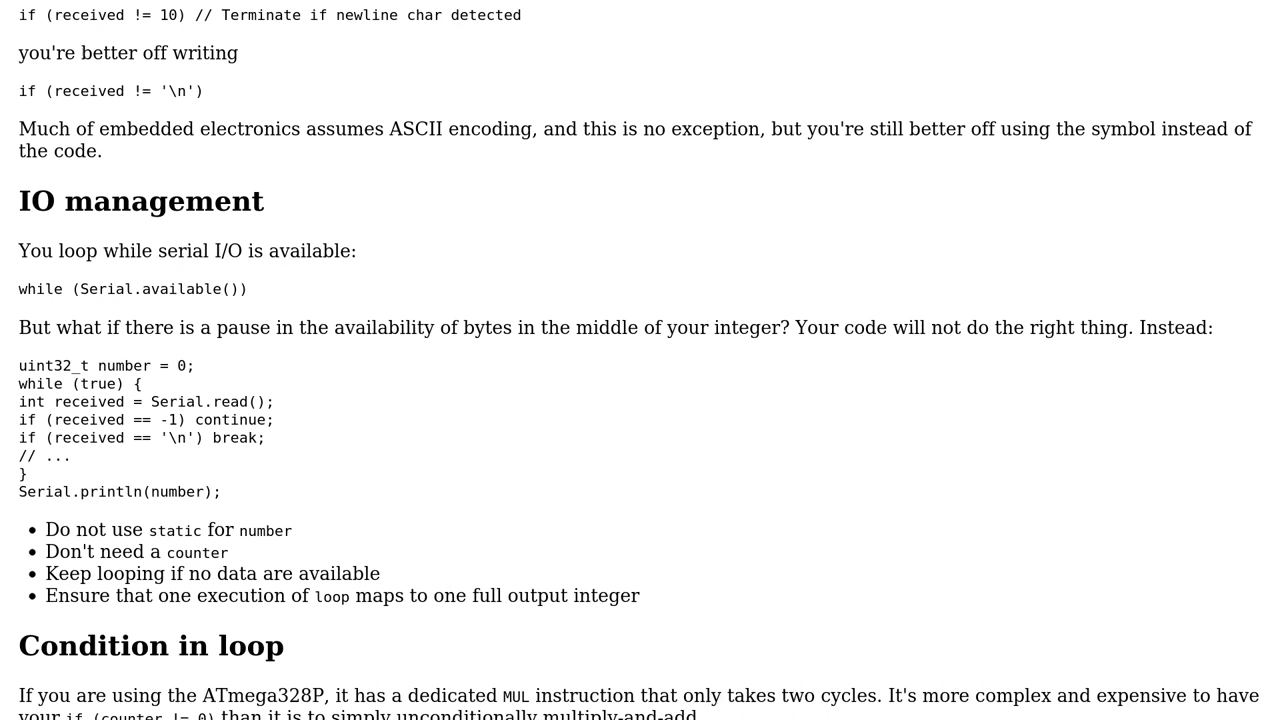 if (received != 10) // Terminate if newline char detected
you're better off writing
if (received != '\n')
Much of embedded electronics assumes ASCII encoding, and this is no exception, but you're still better off using the symbol instead of
the code.
IO management
You loop while serial I/O is available:
while (Serial.available())
But what if there is a pause in the availability of bytes in the middle of your integer? Your code will not do the right thing. Instead:
uint32_t number = 0;
while (true) {
int received = Serial.read();
if (received == -1) continue;
if (received == '\n') break;
// ...
}
Serial.println(number);
• Do not use static for number
• Don't need a counter
• Keep looping if no data are available
• Ensure that one execution of loop maps to one full output integer
Condition in loop
If you are using the ATmega328P, it has a dedicated MUL instruction that only takes two cycles. It's more complex and expensive to have
your if (counter != 0) than it is to simply unconditionally multiply-and-add.